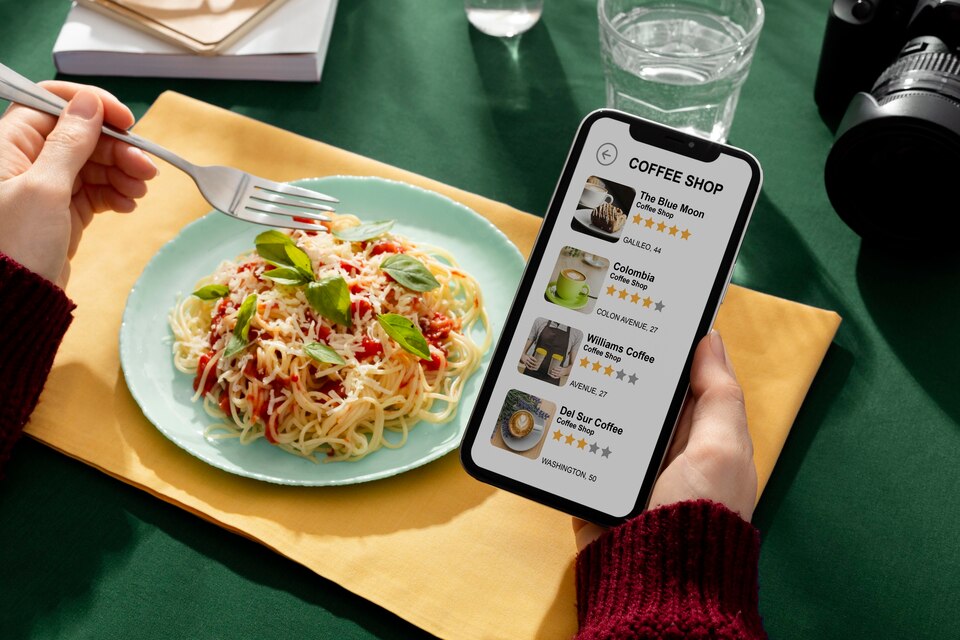 COFFEE SHOP
The Blue Moon
Coffee Shop
GALILEO, 44
Colombia
Coffee Shop
COLON AVENUE, 27
Williams Coffee
Coffee Shop
AVENUE, 27
Del Sur Coffee
Coffee Shop
WASHINGTON, 50